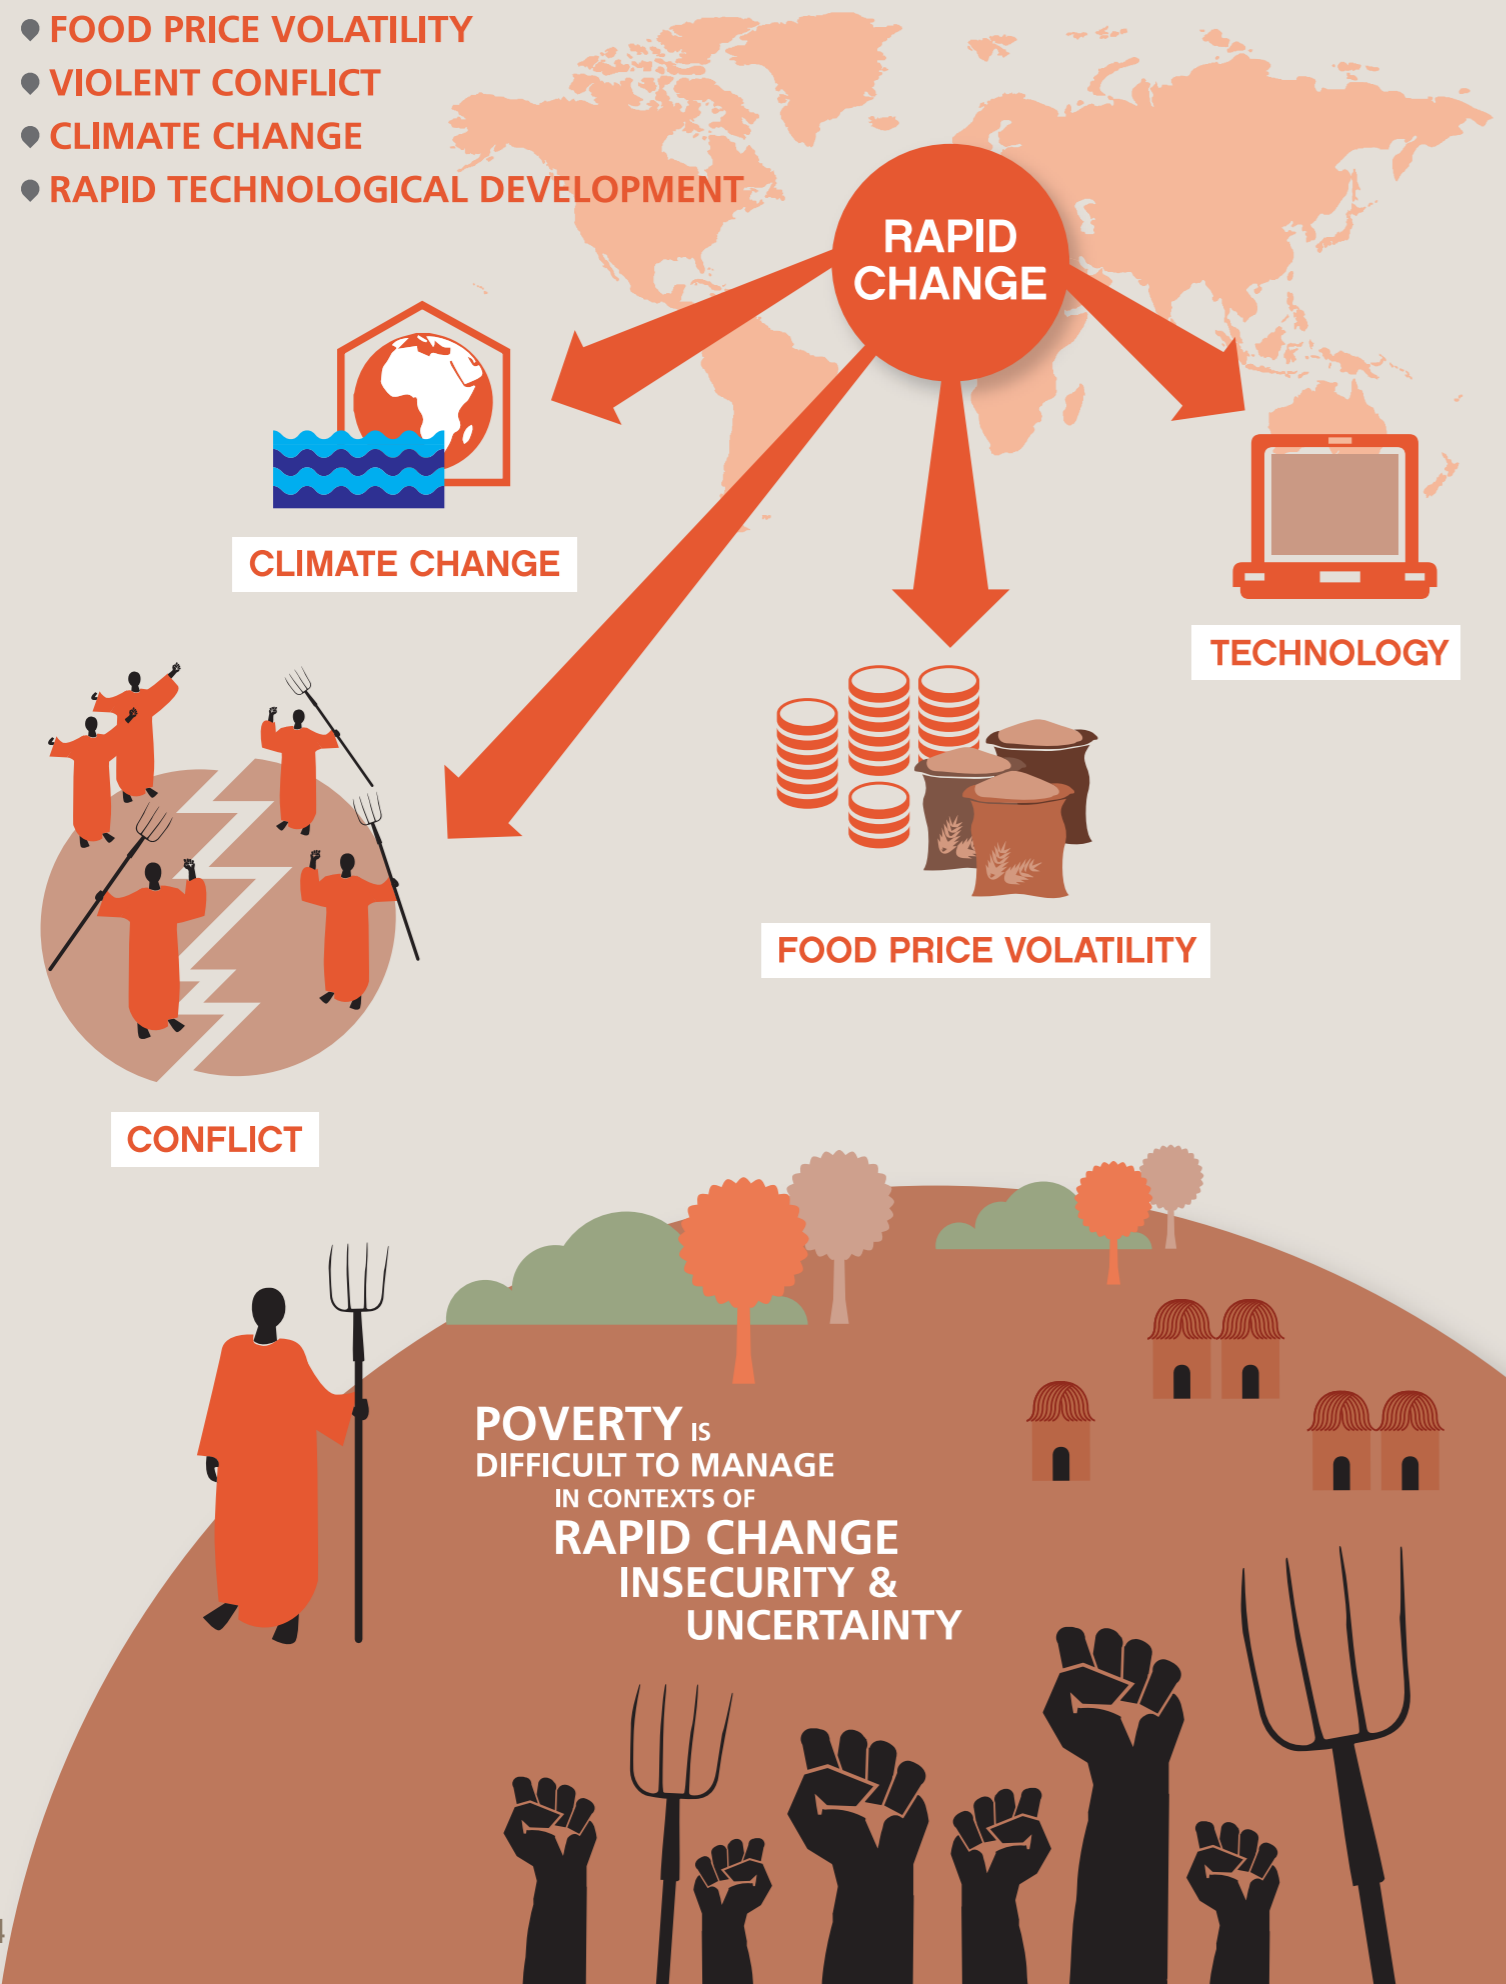 FOOD PRICE VOLATILITY
VIOLENT CONFLICT
CLIMATE CHANGE
RAPID TECHNOLOGICAL DEVELOPMENT
RAPID
CHANGE
CLIMATE CHANGE
TECHNOLOGY
FOOD PRICE VOLATILITY
CONFLICT
POVERTY IS
DIFFICULT TO MANAGE
IN CONTEXTS OF
RAPID CHANGE
INSECURITY &
UNCERTAINTY